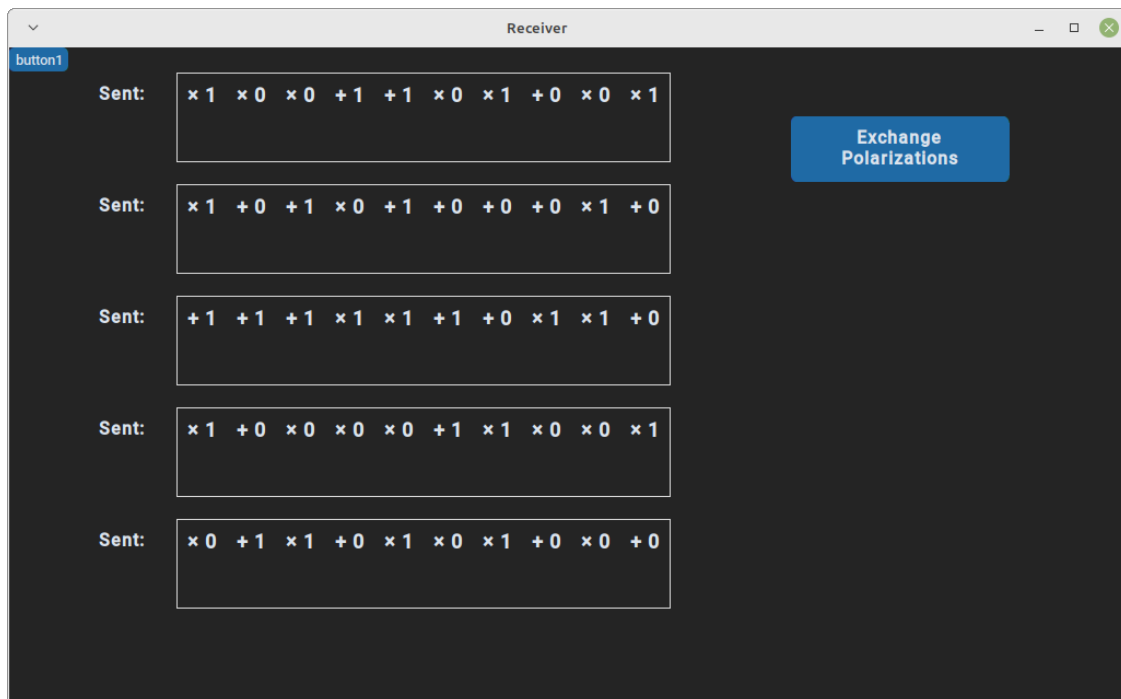 Receiver
button1
Sent: × 1 × 0 × 0 + 1 + 1 × 0 × 1 + 0 × 0 × 1
Exchange
Polarizations
Sent: × 1 + 0 + 1 × 0 + 1 + 0 + 0 + 0 × 1 + 0
Sent: + 1 + 1 + 1 × 1 × 1 + 1 + 0 × 1 × 1 + 0
Sent: × 1 + 0 × 0 × 0 × 0 + 1 × 1 × 0 × 0 × 1
Sent: × 0 + 1 × 1 + 0 × 1 × 0 × 1 + 0 × 0 + 0